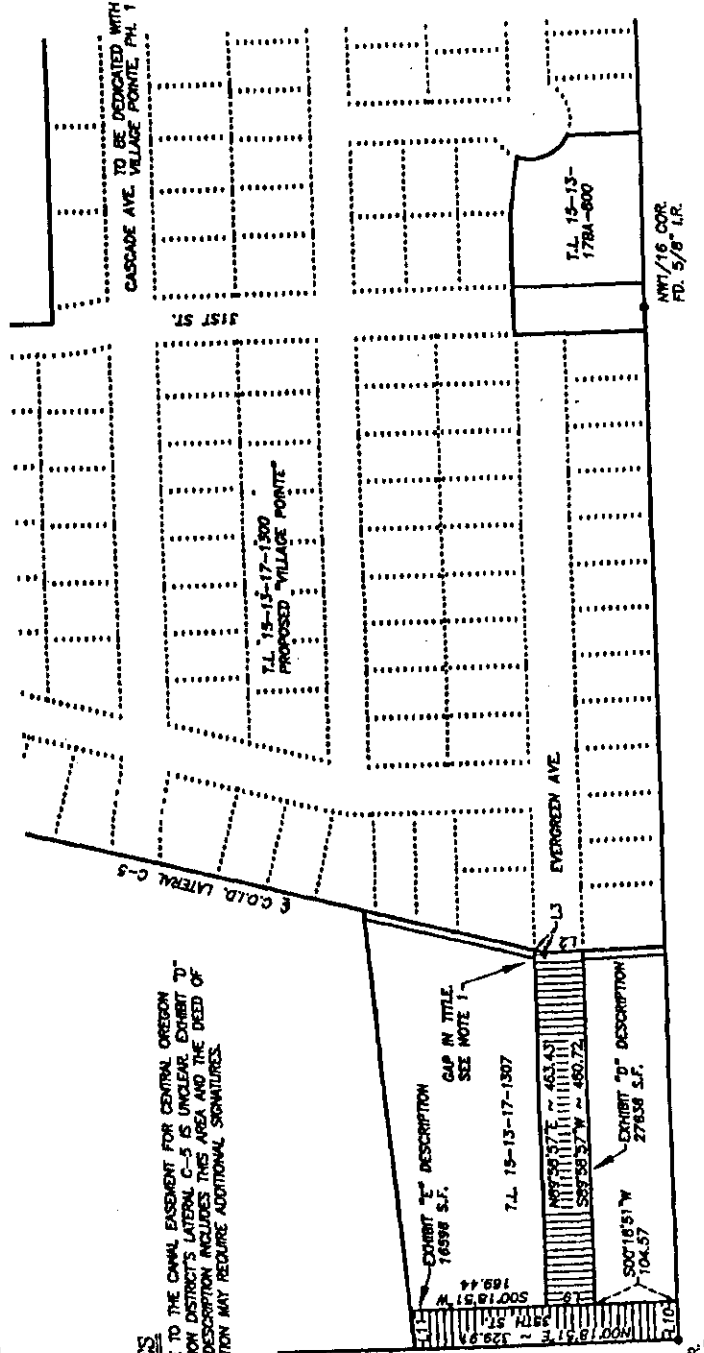 TO THE CANAL EASEMENT FOR CENTRAL OREGON
ON DISTRICT'S LATERAL C-5 IS UNCLEAR. EXHIBIT "D"
DESCRIPTION INCLUDES THIS AREA AND THE DEED OF
TION MAY REQUIRE ADDITIONAL SIGNATURES.
CASCADE AVE. TO BE DEDICATED WITH
VILLAGE POINTE, PH. 1
31ST ST.
T.L. 15-13-17-1300
PROPOSED "VILLAGE POINTE"
T.L. 15-13-
17BA-800
NW1/16 COR.
FD. 5/8" I.R.
C.O.I.D. LATERAL C-5
EVERGREEN AVE.
L3
L2
GAP IN TITLE.
SEE NOTE 1
EXHIBIT "E" DESCRIPTION
16598 S.F.
T.L. 15-13-17-1307
N89°58'57"E ~ 463.43'
S89°58'57"W ~ 460.72
EXHIBIT "D" DESCRIPTION
27638 S.F.
L1
S00°18'51"W
169.44
L9
S00°18'51"W
104.57
35TH ST.
N00°18'51"E ~ 329.91
L10